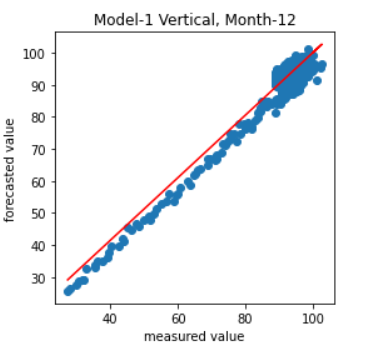 Model-1 Vertical, Month-12
100
90
80
70
60
50
40
30
forecasted value
40 60 80 100
measured value